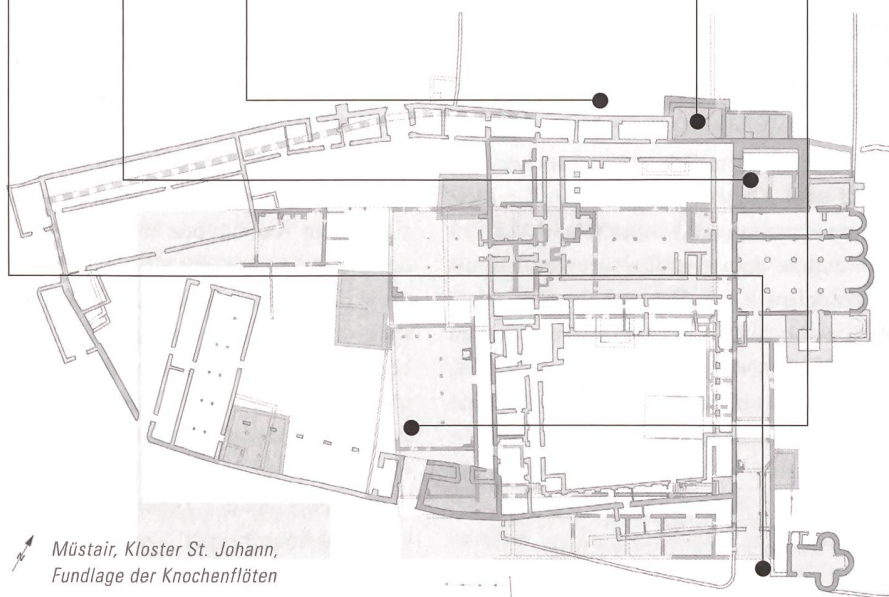 Müstair, Kloster St. Johann,
Fundlage der Knochenflöten